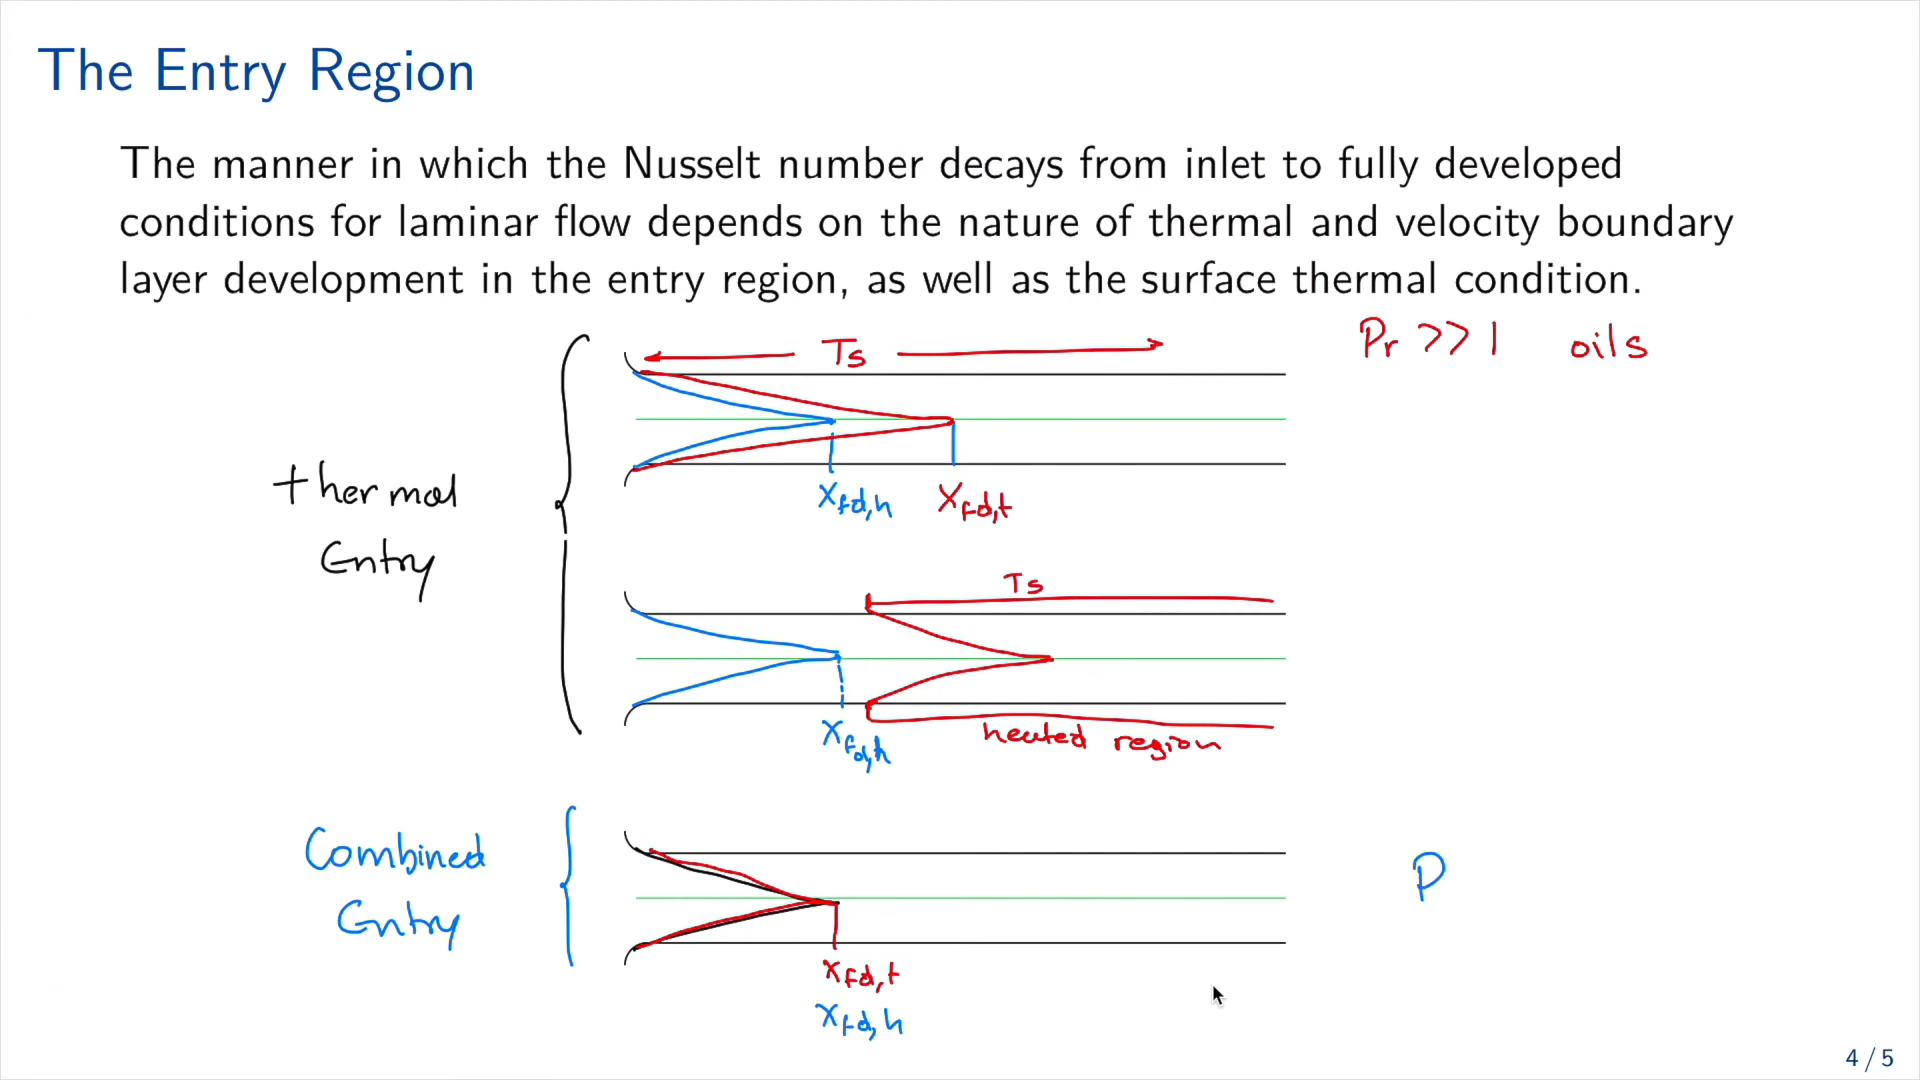 The Entry Region
The manner in which the Nusselt number decays from inlet to fully developed
conditions for laminar flow depends on the nature of thermal and velocity boundary
layer development in the entry region, as well as the surface thermal condition.
Ts
Pr >> 1 oils
thermal
Entry
Xfd,h Xfd,t
Ts
Xfd,h
heated region
Combined
Entry
P
Xfd,t
Xfd,h
4 / 5